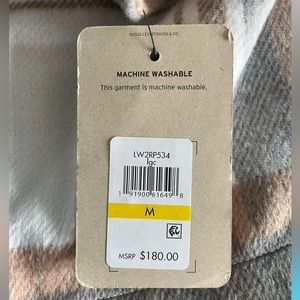 ©2022 LEVI STRAUSS & CO.
MACHINE WASHABLE
This garment is machine washable.
LW2RP534
lgc
1 91900 61649 8
M
MSRP $180.00